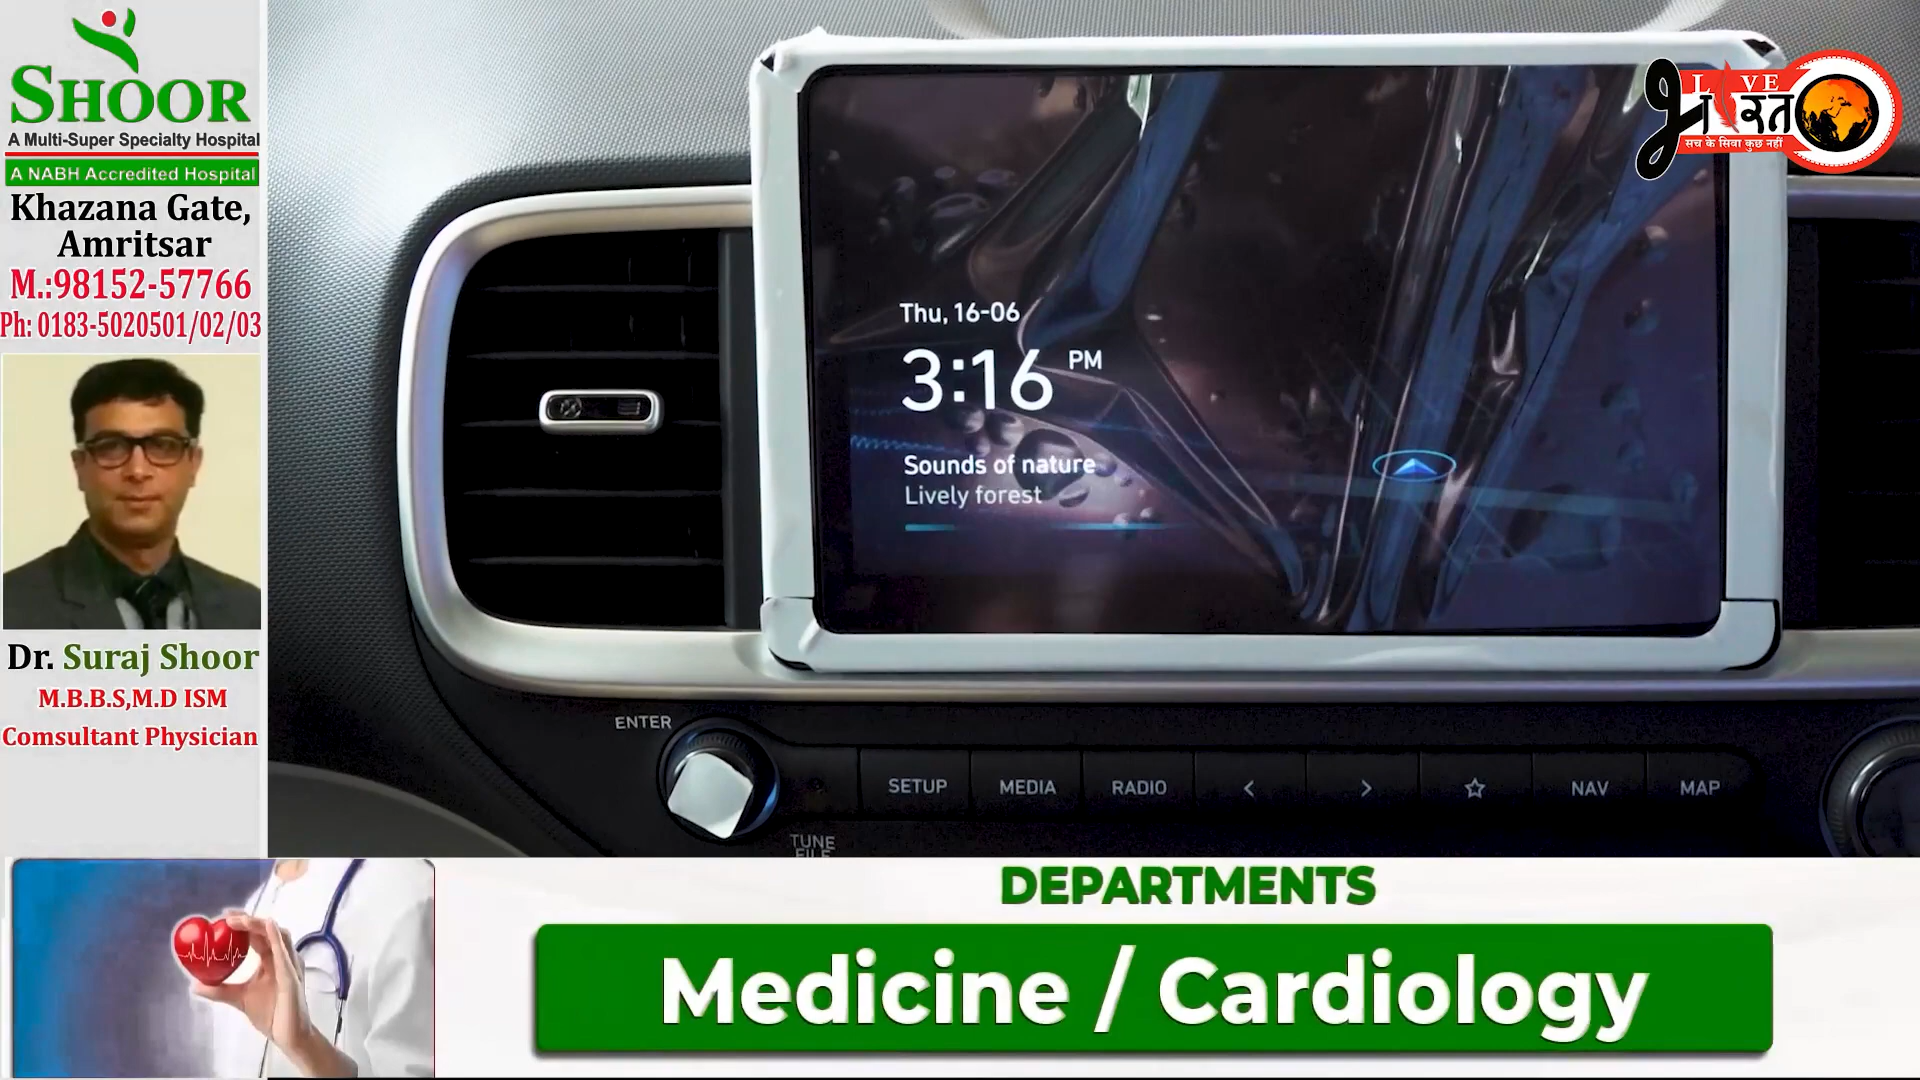 SHOOR
A Multi-Super Specialty Hospital
A NABH Accredited Hospital
Khazana Gate,
Amritsar
M.:98152-57766
Ph: 0183-5020501/02/03
Dr. Suraj Shoor
M.B.B.S,M.D ISM
Comsultant Physician
LIVE
भारत
सच के सिवा कुछ नहीं
Thu, 16-06
3:16 PM
Sounds of nature
Lively forest
ENTER
SETUP MEDIA RADIO < > ☆ NAV MAP
TUNE
FILE
DEPARTMENTS
Medicine / Cardiology